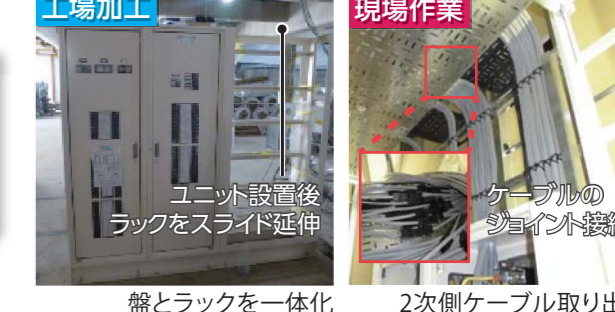 工場加工
現場作業
ユニット設置後
ラックをスライド延伸
ケーブルの
ジョイント接続
盤とラックを一体化
2次側ケーブル取り出